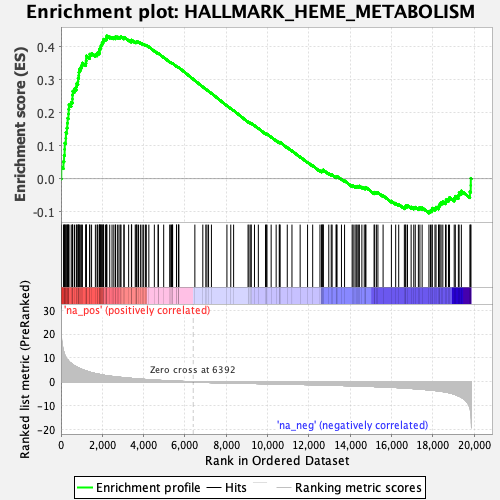 Enrichment plot: HALLMARK_HEME_METABOLISM
Enrichment score (ES)
0.4
0.3
0.2
0.1
0.0
-0.1
'na_pos' (positively correlated)
Ranked list metric (PreRanked)
30
20
10
0
-10
-20
Zero cross at 6392
'na_neg' (negatively correlated)
0
2,000
4,000
6,000
8,000
10,000
12,000
14,000
16,000
18,000
20,000
Rank in Ordered Dataset
Enrichment profile
Hits
Ranking metric scores